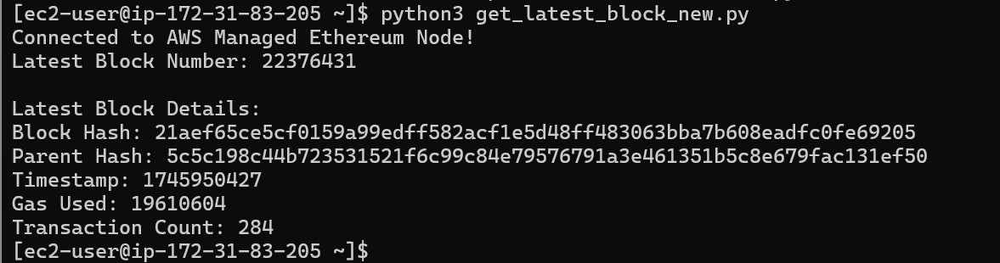 [ec2-user@ip-172-31-83-205 ~]$ python3 get_latest_block_new.py
Connected to AWS Managed Ethereum Node!
Latest Block Number: 22376431
Latest Block Details:
Block Hash: 21aef65ce5cf0159a99edff582acf1e5d48ff483063bba7b608eadfc0fe69205
Parent Hash: 5c5c198c44b723531521f6c99c84e79576791a3e461351b5c8e679fac131ef50
Timestamp: 1745950427
Gas Used: 19610604
Transaction Count: 284
[ec2-user@ip-172-31-83-205 ~]$